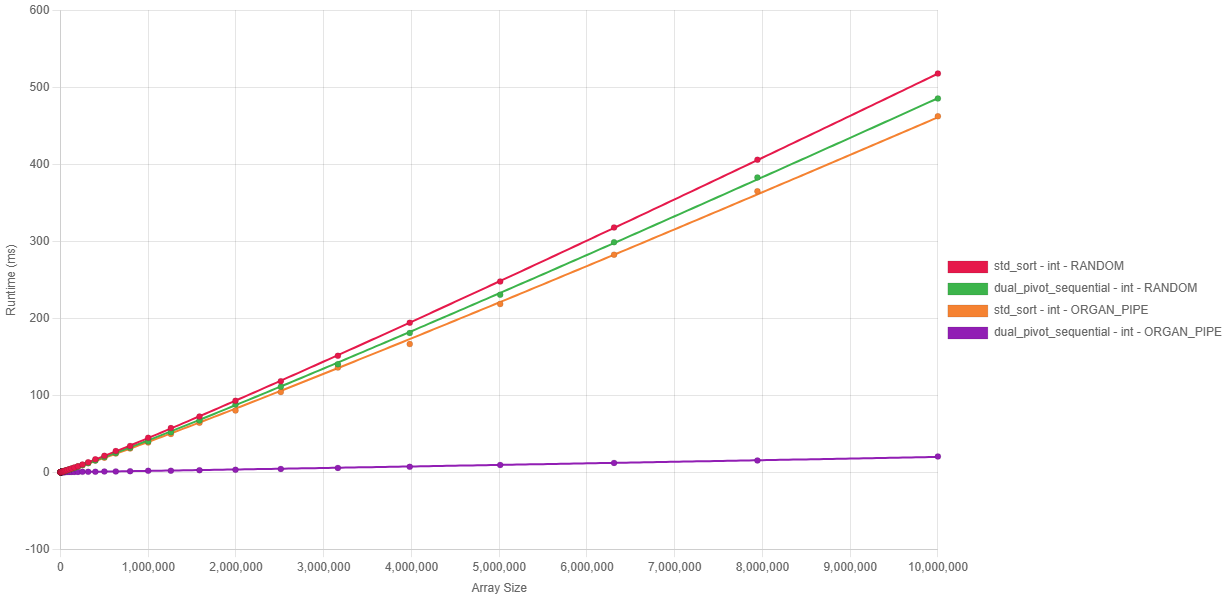 600
500
400
300
200
100
0
-100
Runtime (ms)
0 1,000,000 2,000,000 3,000,000 4,000,000 5,000,000 6,000,000 7,000,000 8,000,000 9,000,000 10,000,000
Array Size
std_sort - int - RANDOM
dual_pivot_sequential - int - RANDOM
std_sort - int - ORGAN_PIPE
dual_pivot_sequential - int - ORGAN_PIPE